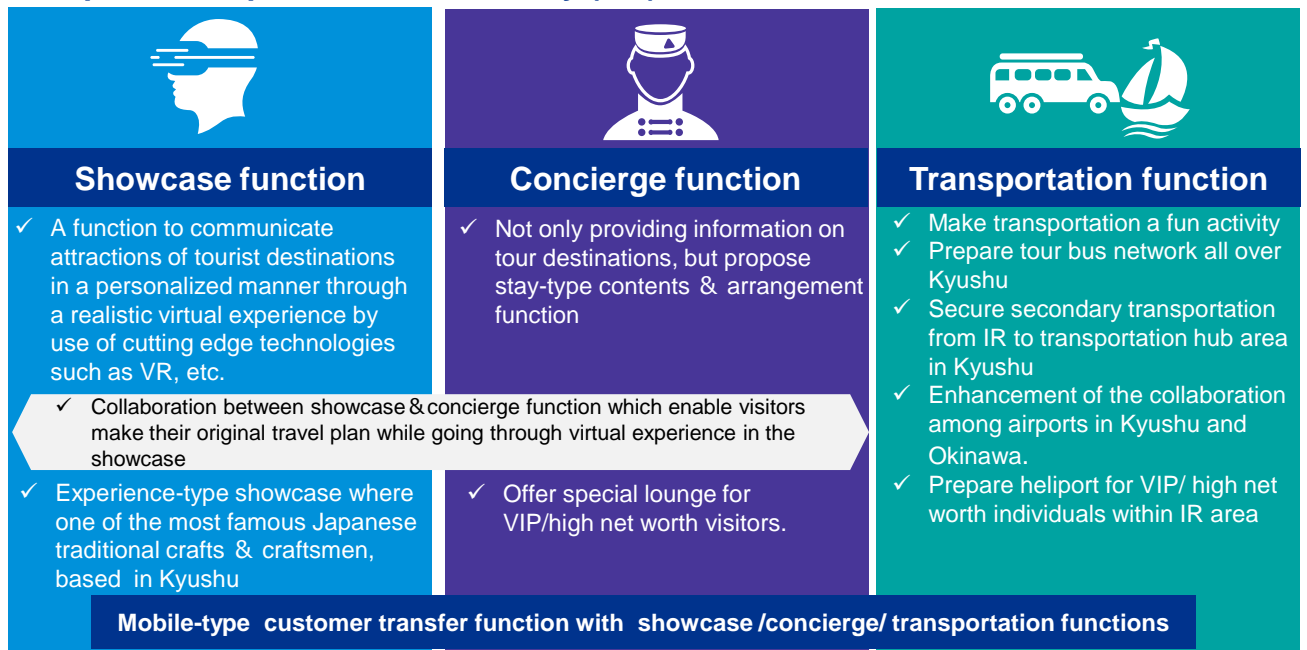 Showcase function
✓ A function to communicate
attractions of tourist destinations
in a personalized manner through
a realistic virtual experience by
use of cutting edge technologies
such as VR, etc.
Concierge function
✓ Not only providing information on
tour destinations, but propose
stay-type contents ＆ arrangement
function
✓ Collaboration between showcase＆concierge function which enable visitors
make their original travel plan while going through virtual experience in the
showcase
✓ Experience-type showcase where
one of the most famous Japanese
traditional crafts ＆ craftsmen,
based in Kyushu
✓ Offer special lounge for
VIP/high net worth visitors.
Transportation function
✓ Make transportation a fun activity
✓ Prepare tour bus network all over
Kyushu
✓ Secure secondary transportation
from IR to transportation hub area
in Kyushu
✓ Enhancement of the collaboration
among airports in Kyushu and
Okinawa.
✓ Prepare heliport for VIP/ high net
worth individuals within IR area
Mobile-type customer transfer function with showcase /concierge/ transportation functions